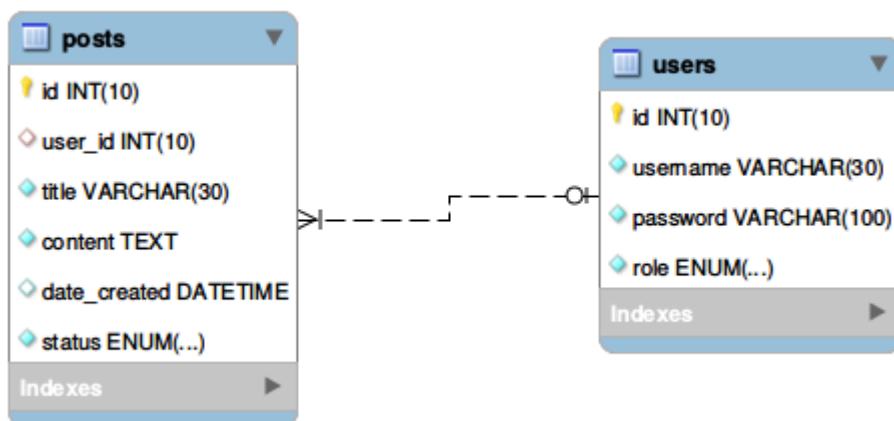 posts
id INT(10)
user_id INT(10)
title VARCHAR(30)
content TEXT
date_created DATETIME
status ENUM(...)
Indexes
users
id INT(10)
username VARCHAR(30)
password VARCHAR(100)
role ENUM(...)
Indexes